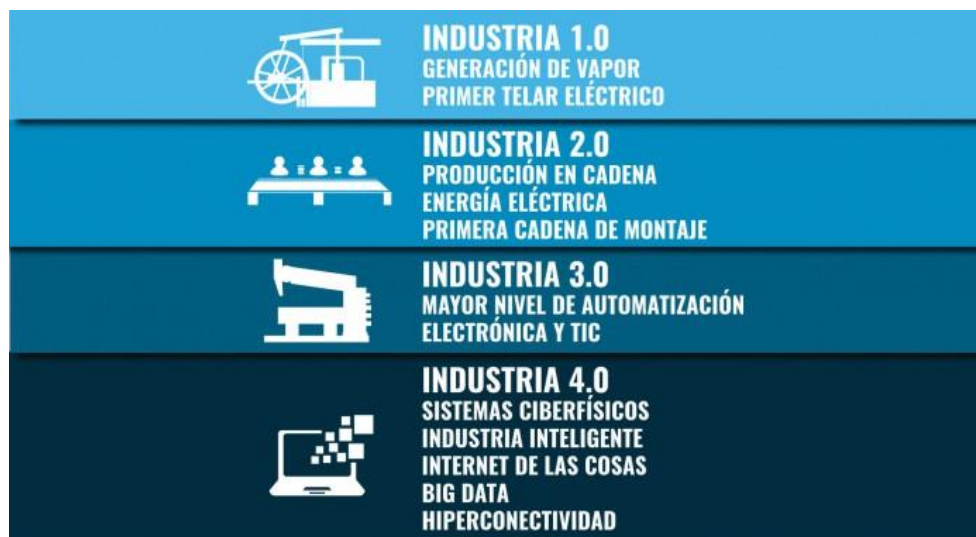 INDUSTRIA 1.0
GENERACIÓN DE VAPOR
PRIMER TELAR ELÉCTRICO
INDUSTRIA 2.0
PRODUCCIÓN EN CADENA
ENERGÍA ELÉCTRICA
PRIMERA CADENA DE MONTAJE
INDUSTRIA 3.0
MAYOR NIVEL DE AUTOMATIZACIÓN
ELECTRÓNICA Y TIC
INDUSTRIA 4.0
SISTEMAS CIBERFÍSICOS
INDUSTRIA INTELIGENTE
INTERNET DE LAS COSAS
BIG DATA
HIPERCONECTIVIDAD